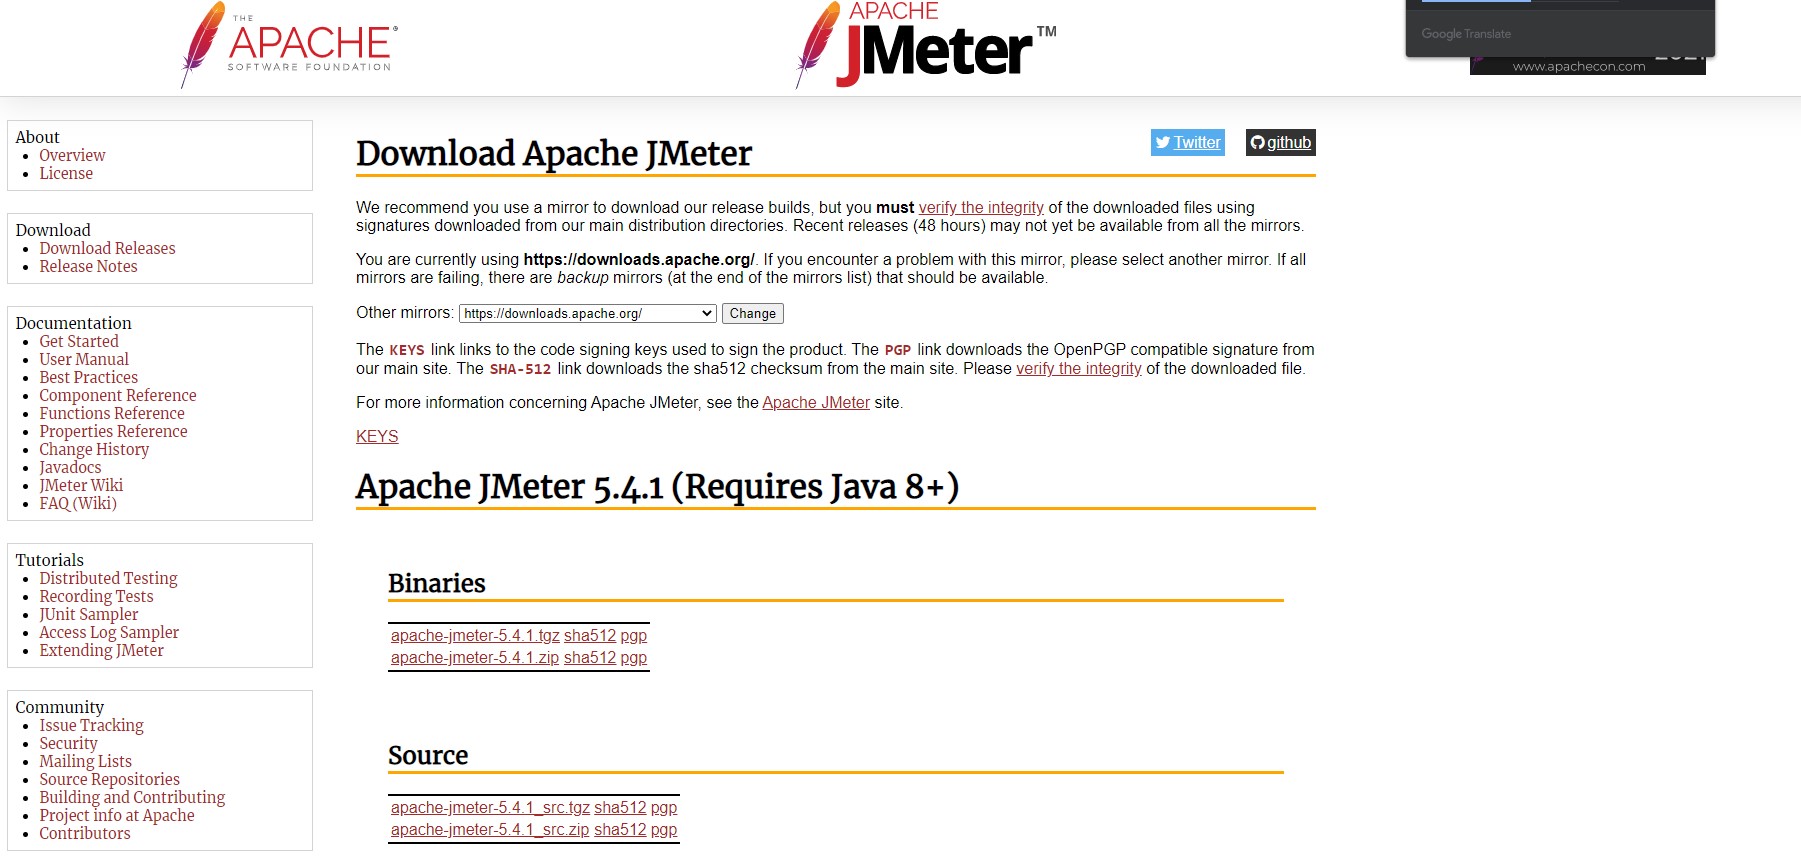 THE
APACHE®
SOFTWARE FOUNDATION
APACHE
JMeter™
Google Translate
www.apachecon.com
About
Overview
License
Download
Download Releases
Release Notes
Documentation
Get Started
User Manual
Best Practices
Component Reference
Functions Reference
Properties Reference
Change History
Javadocs
JMeter Wiki
FAQ (Wiki)
Tutorials
Distributed Testing
Recording Tests
JUnit Sampler
Access Log Sampler
Extending JMeter
Community
Issue Tracking
Security
Mailing Lists
Source Repositories
Building and Contributing
Project info at Apache
Contributors
Twitter
github
Download Apache JMeter
We recommend you use a mirror to download our release builds, but you must verify the integrity of the downloaded files using
signatures downloaded from our main distribution directories. Recent releases (48 hours) may not yet be available from all the mirrors.
You are currently using https://downloads.apache.org/. If you encounter a problem with this mirror, please select another mirror. If all
mirrors are failing, there are backup mirrors (at the end of the mirrors list) that should be available.
Other mirrors: https://downloads.apache.org/ Change
The KEYS link links to the code signing keys used to sign the product. The PGP link downloads the OpenPGP compatible signature from
our main site. The SHA-512 link downloads the sha512 checksum from the main site. Please verify the integrity of the downloaded file.
For more information concerning Apache JMeter, see the Apache JMeter site.
KEYS
Apache JMeter 5.4.1 (Requires Java 8+)
Binaries
apache-jmeter-5.4.1.tgz sha512 pgp
apache-jmeter-5.4.1.zip sha512 pgp
Source
apache-jmeter-5.4.1_src.tgz sha512 pgp
apache-jmeter-5.4.1_src.zip sha512 pgp